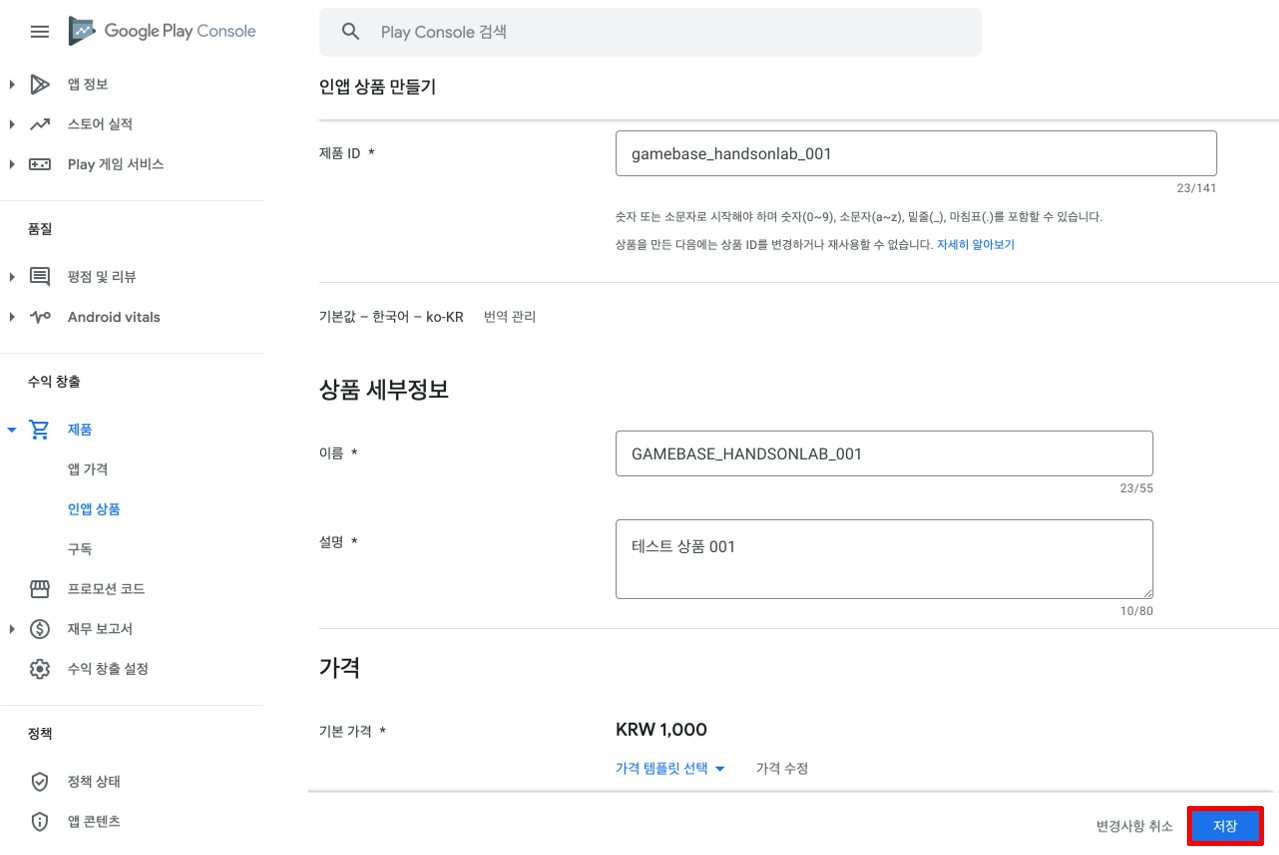 Google Play Console
Play Console 검색
앱 정보
스토어 실적
Play 게임 서비스
품질
평점 및 리뷰
Android vitals
수익 창출
제품
앱 가격
인앱 상품
구독
프로모션 코드
재무 보고서
수익 창출 설정
정책
정책 상태
앱 콘텐츠
인앱 상품 만들기
제품 ID *
gamebase_handsonlab_001
23/141
숫자 또는 소문자로 시작해야 하며 숫자(0~9), 소문자(a~z), 밑줄(_), 마침표(.)를 포함할 수 있습니다.
상품을 만든 다음에는 상품 ID를 변경하거나 재사용할 수 없습니다. 자세히 알아보기
기본값 – 한국어 – ko-KR 번역 관리
상품 세부정보
이름 *
GAMEBASE_HANDSONLAB_001
23/55
설명 *
테스트 상품 001
10/80
가격
기본 가격 *
KRW 1,000
가격 템플릿 선택 가격 수정
변경사항 취소 저장